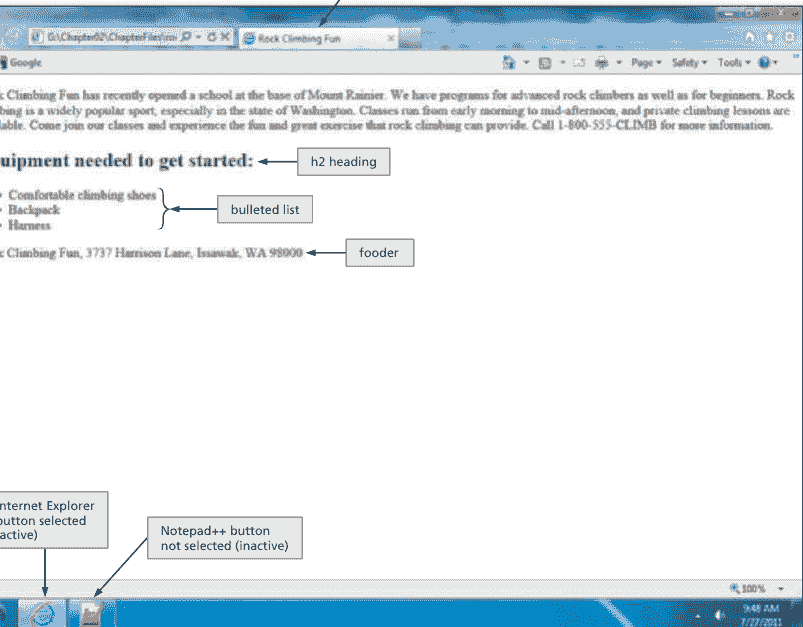 Rock Climbing Fun
Google
Page Safety Tools
Climbing Fun has recently opened a school at the base of Mount Rainier. We have programs for advanced rock climbers as well as for beginners. Rock
bing is a widely popular sport, especially in the state of Washington. Classes run from early morning to mid-afternoon, and private climbing lessons are
lable. Come join our classes and experience the fun and great exercise that rock climbing can provide. Call 1-800-555-CLIMB for more information.
uipment needed to get started:
h2 heading
• Comfortable climbing shoes
• Backpack
• Harness
bulleted list
Climbing Fun, 3737 Harrison Lane, Issawak, WA 98000
fooder
nternet Explorer
button selected
active)
Notepad++ button
not selected (inactive)
100%
9:48 AM
7/27/2011